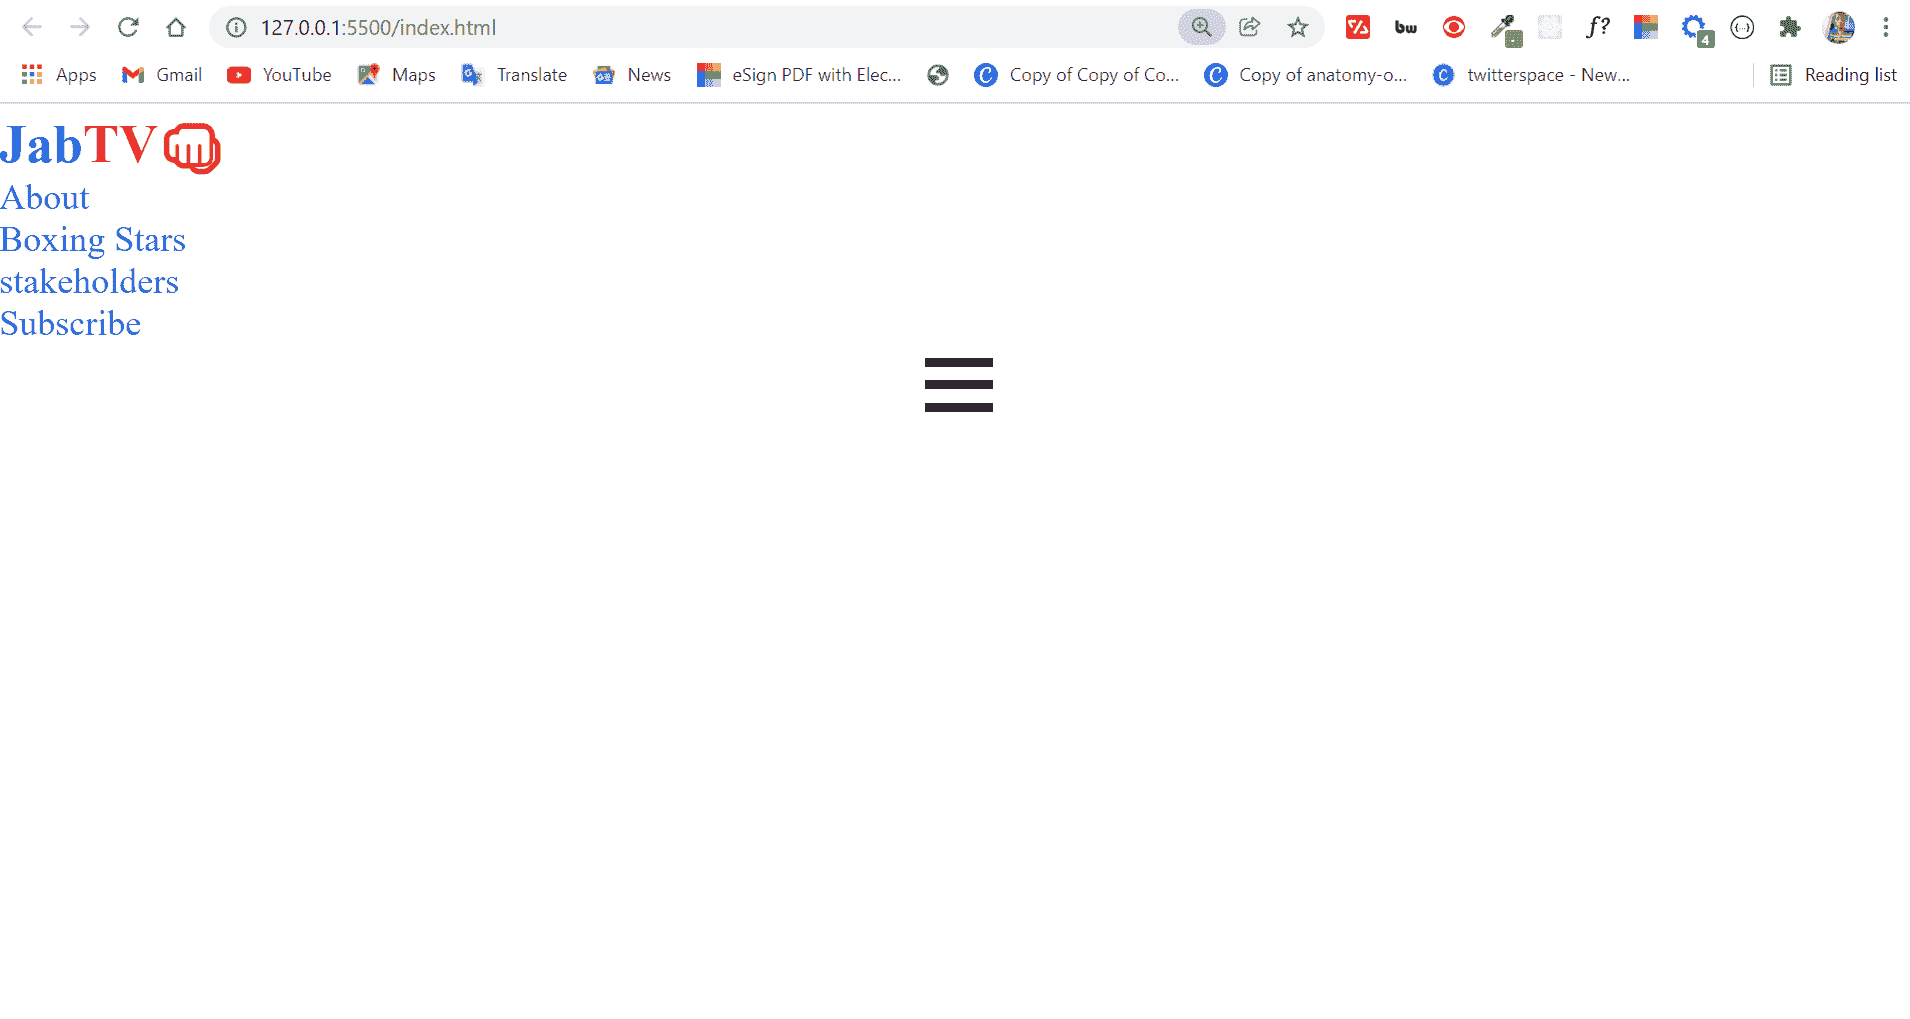 127.0.0.1:5500/index.html
bw
f?
4
Apps Gmail YouTube Maps Translate News eSign PDF with Elec... Copy of Copy of Co... Copy of anatomy-o... twitterspace - New... Reading list
JabTV
About
Boxing Stars
stakeholders
Subscribe